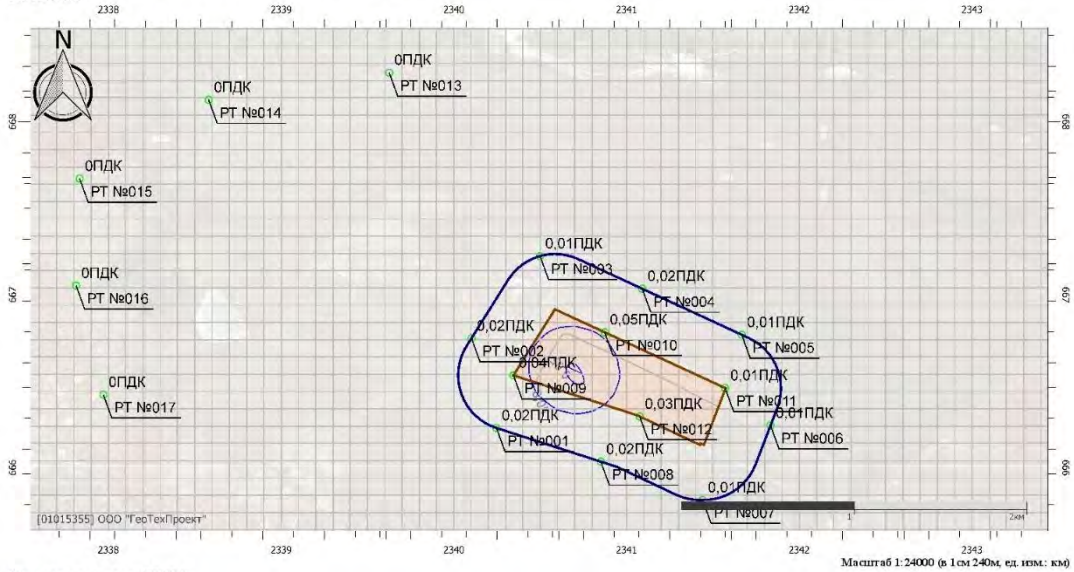 2338 2339 2340 2341 2342 2343
N
0ПДК
РТ №013
0ПДК
РТ №014
668
668
0ПДК
РТ №015
0,01ПДК
РТ №003
0ПДК
РТ №016
0,02ПДК
РТ №004
667
667
0,02ПДК
РТ №002
0,05ПДК
РТ №010
0,01ПДК
РТ №005
0,04ПДК
РТ №009
0,01ПДК
РТ №011
0ПДК
РТ №017
0,03ПДК
РТ №012
0,02ПДК
РТ №001
0,01ПДК
РТ №006
0,02ПДК
РТ №008
666
666
0,01ПДК
РТ №007
[01015355] ООО "ГеоТехПроект"
1 2км
2338 2339 2340 2341 2342 2343
Масштаб 1:24000 (в 1см 240м, ед. изм.: км)